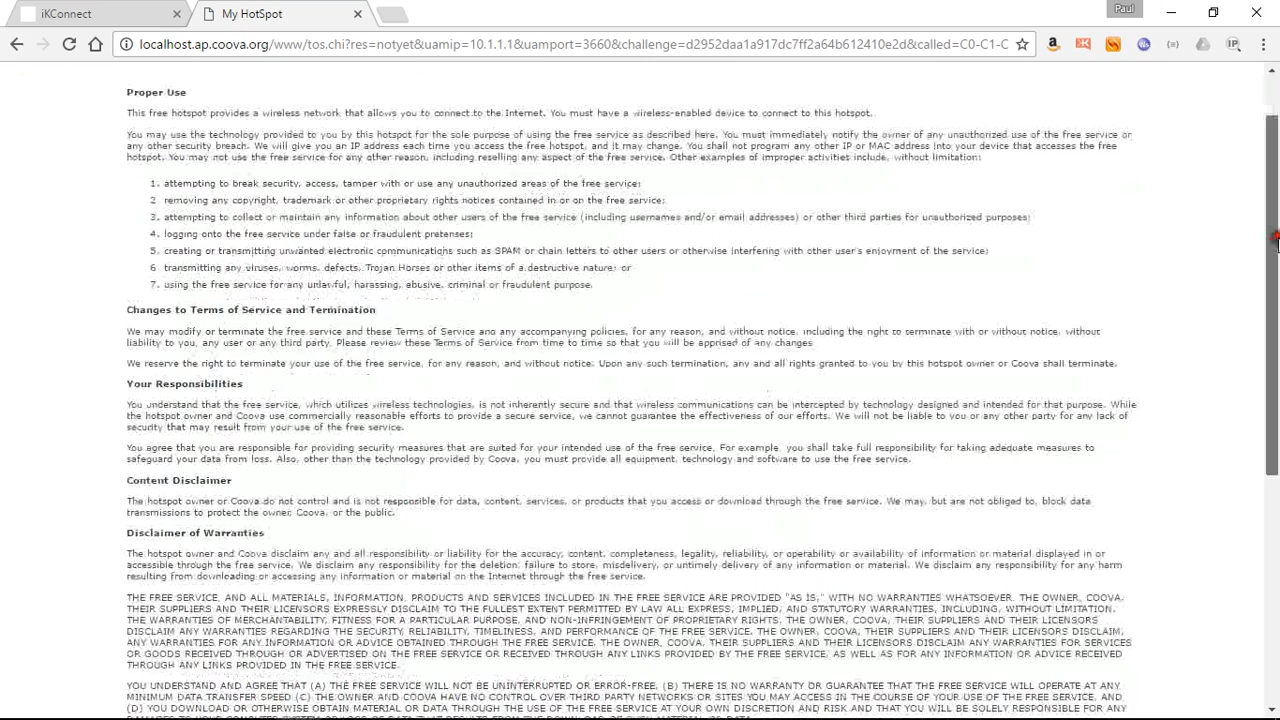 iKConnect
My HotSpot
Paul
localhost.ap.coova.org/www/tos.chi?res=notyet&uamip=10.1.1.1&uamport=3660&challenge=d2952daa1a917dc7ff2a64b612410e2d&called=C0-C1-C
Proper Use
This free hotspot provides a wireless network that allows you to connect to the Internet. You must have a wireless-enabled device to connect to this hotspot.
You may use the technology provided to you by this hotspot for the sole purpose of using the free service as described here. You must immediately notify the owner of any unauthorized use of the free service or
any other security breach. We will give you an IP address each time you access the free hotspot, and it may change. You shall not program any other IP or MAC address into your device that accesses the free
hotspot. You may not use the free service for any other reason, including reselling any aspect of the free service. Other examples of improper activities include, without limitation:
1. attempting to break security, access, tamper with or use any unauthorized areas of the free service;
2 removing any copyright, trademark or other proprietary rights notices contained in or on the free service;
3. attempting to collect or maintain any information about other users of the free service (including usernames and/or email addresses) or other third parties for unauthorized purposes;
4. logging onto the free service under false or fraudulent pretenses;
5. creating or transmitting unwanted electronic communications such as SPAM or chain letters to other users or otherwise interfering with other user's enjoyment of the service;
6 transmitting any viruses, worms, defects, Trojan Horses or other items of a destructive nature; or
7. using the free service for any unlawful, harassing, abusive, criminal or fraudulent purpose.
Changes to Terms of Service and Termination
We may modify or terminate the free service and these Terms of Service and any accompanying policies, for any reason, and without notice, including the right to terminate with or without notice, without
liability to you, any user or any third party. Please review these Terms of Service from time to time so that you will be apprised of any changes
We reserve the right to terminate your use of the free service, for any reason, and without notice. Upon any such termination, any and all rights granted to you by this hotspot owner or Coova shall terminate.
Your Responsibilities
You understand that the free service, which utilizes wireless technologies, is not inherently secure and that wireless communications can be intercepted by technology designed and intended for that purpose. While
the hotspot owner and Coova use commercially reasonable efforts to provide a secure service, we cannot guarantee the effectiveness of our efforts. We will not be liable to you or any other party for any lack of
security that may result from your use of the free service.
You agree that you are responsible for providing security measures that are suited for your intended use of the free service. For example, you shall take full responsibility for taking adequate measures to
safeguard your data from loss. Also, other than the technology provided by Coova, you must provide all equipment, technology and software to use the free service.
Content Disclaimer
The hotspot owner or Coova do not control and is not responsible for data, content, services, or products that you access or download through the free service. We may, but are not obliged to, block data
transmissions to protect the owner, Coova, or the public.
Disclaimer of Warranties
The hotspot owner and Coova disclaim any and all responsibility or liability for the accuracy, content, completeness, legality, reliability, or operability or availability of information or material displayed in or
accessible through the free service. We disclaim any responsibility for the deletion, failure to store, misdelivery, or untimely delivery of any information or material. We disclaim any responsibility for any harm
resulting from downloading or accessing any information or material on the Internet through the free service.
THE FREE SERVICE, AND ALL MATERIALS, INFORMATION, PRODUCTS AND SERVICES INCLUDED IN THE FREE SERVICE ARE PROVIDED "AS IS," WITH NO WARRANTIES WHATSOEVER. THE OWNER, COOVA,
THEIR SUPPLIERS AND THEIR LICENSORS EXPRESSLY DISCLAIM TO THE FULLEST EXTENT PERMITTED BY LAW ALL EXPRESS, IMPLIED, AND STATUTORY WARRANTIES, INCLUDING, WITHOUT LIMITATION,
THE WARRANTIES OF MERCHANTABILITY, FITNESS FOR A PARTICULAR PURPOSE, AND NON-INFRINGEMENT OF PROPRIETARY RIGHTS. THE OWNER, COOVA, THEIR SUPPLIERS AND THEIR LICENSORS
DISCLAIM ANY WARRANTIES REGARDING THE SECURITY, RELIABILITY, TIMELINESS, AND PERFORMANCE OF THE FREE SERVICE. THE OWNER, COOVA, THEIR SUPPLIERS AND THEIR LICENSORS DISCLAIM,
ANY WARRANTIES FOR ANY INFORMATION OR ADVICE OBTAINED THROUGH THE FREE SERVICE. THE OWNER, COOVA, THEIR SUPPLIERS AND THEIR LICENSORS DISCLAIM ANY WARRANTIES FOR SERVICES
OR GOODS RECEIVED THROUGH OR ADVERTISED ON THE FREE SERVICE OR RECEIVED THROUGH ANY LINKS PROVIDED BY THE FREE SERVICE, AS WELL AS FOR ANY INFORMATION OR ADVICE RECEIVED
THROUGH ANY LINKS PROVIDED IN THE FREE SERVICE.
YOU UNDERSTAND AND AGREE THAT (A) THE FREE SERVICE WILL NOT BE UNINTERRUPTED OR ERROR-FREE, (B) THERE IS NO WARRANTY OR GUARANTEE THAT THE FREE SERVICE WILL OPERATE AT ANY
MINIMUM DATA TRANSFER SPEED (C) THE OWNER AND COOVA HAVE NO CONTROL OVER THIRD PARTY NETWORKS OR SITES YOU MAY ACCESS IN THE COURSE OF YOUR USE OF THE FREE SERVICE, AND,
(D) YOU DOWNLOAD OR OTHERWISE OBTAIN MATERIAL OR DATA THROUGH THE USE OF THE FREE SERVICE AT YOUR OWN DISCRETION AND RISK AND THAT YOU WILL BE SOLELY RESPONSIBLE FOR ANY